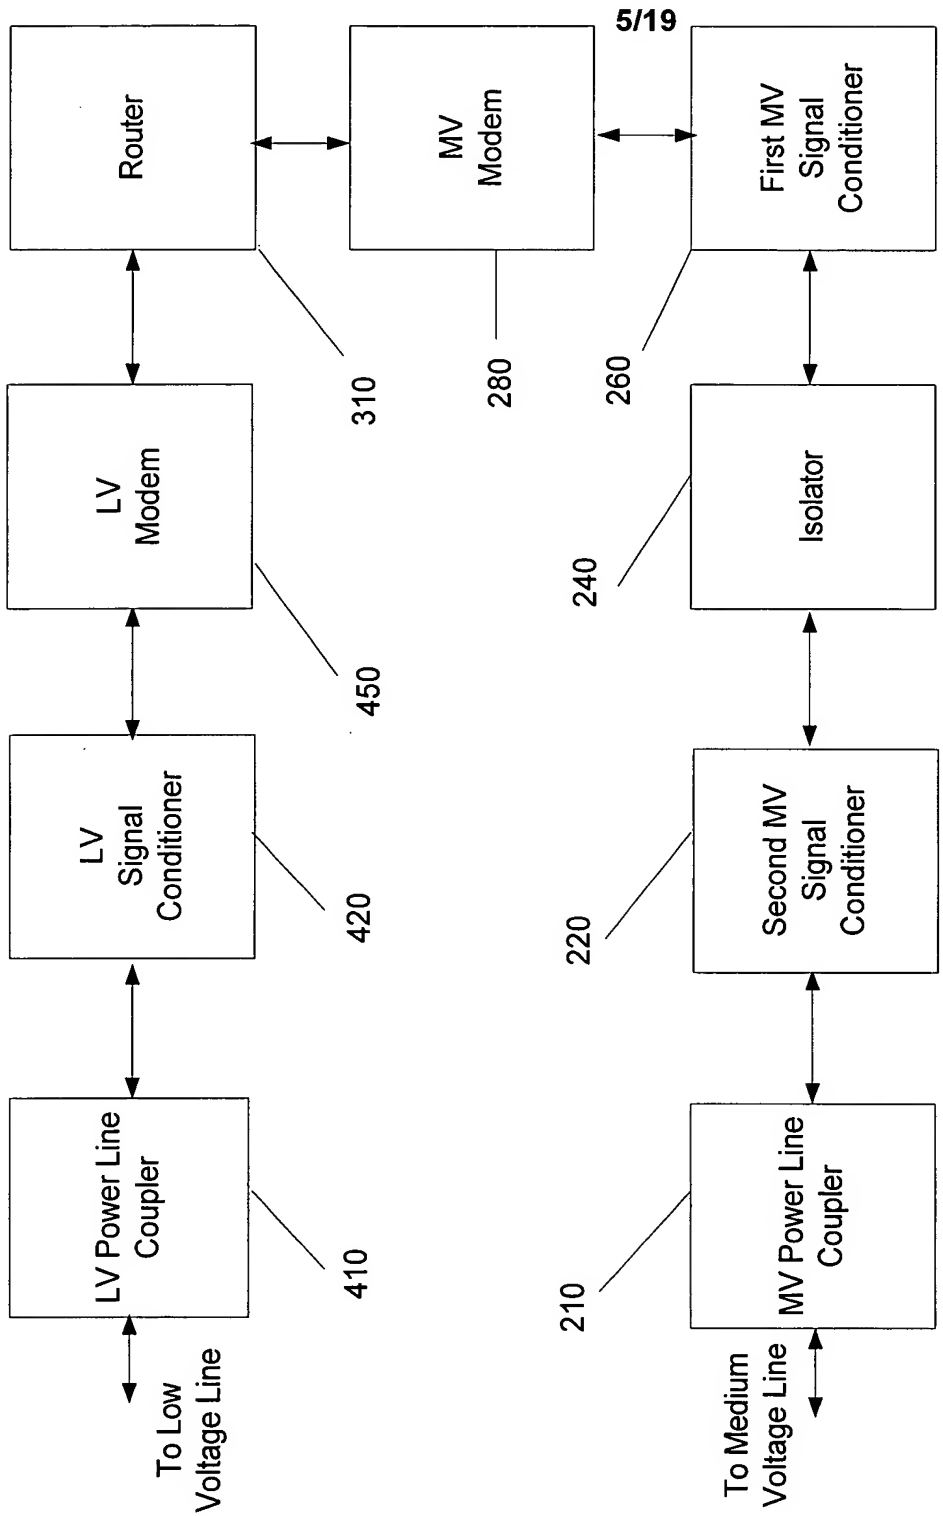 5/19
To Low
Voltage Line
LV Power Line
Coupler
410
LV
Signal
Conditioner
420
LV
Modem
450
Router
310
MV
Modem
280
First MV
Signal
Conditioner
260
Isolator
240
Second MV
Signal
Conditioner
220
MV Power Line
Coupler
210
To Medium
Voltage Line